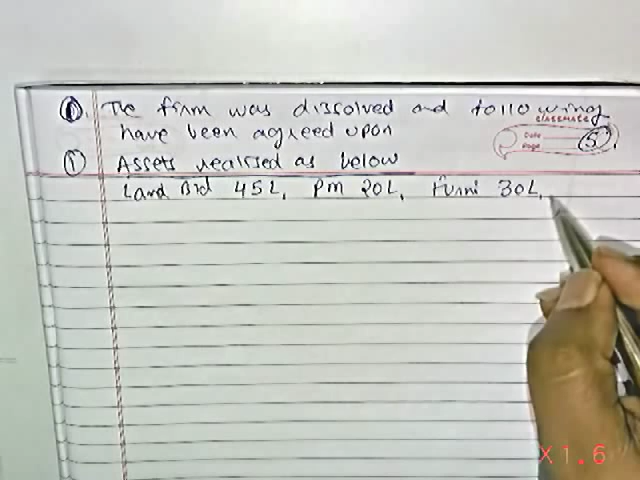 ①. The firm was dissolved and following
classmate
have been agreed upon
Date
Page
5
① Assets realised as below
Land Bld 45L, Pm 20L, Furni 30L,
X1.6